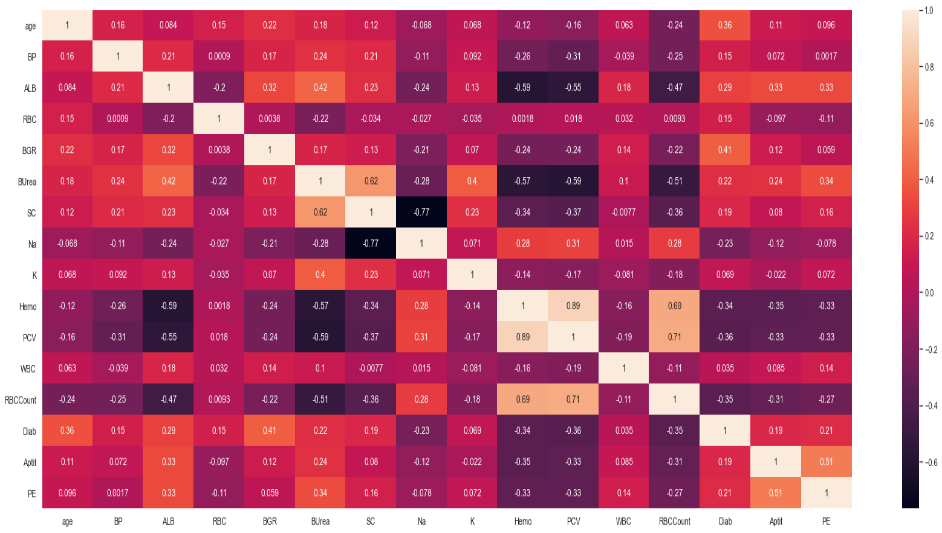 age 1 0.16 0.084 0.15 0.22 0.18 0.12 -0.068 0.068 -0.12 -0.16 0.063 -0.24 0.36 0.11 0.096
BP 0.16 1 0.21 0.0009 0.17 0.24 0.21 -0.11 0.092 -0.26 -0.31 -0.039 -0.25 0.15 0.072 0.0017
ALB 0.084 0.21 1 -0.2 0.32 0.42 0.23 -0.24 0.13 -0.59 -0.55 0.18 -0.47 0.29 0.33 0.33
RBC 0.15 0.0009 -0.2 1 0.0038 -0.22 -0.034 -0.027 -0.035 0.0018 0.018 0.032 0.0093 0.15 -0.097 -0.11
BGR 0.22 0.17 0.32 0.0038 1 0.17 0.13 -0.21 0.07 -0.24 -0.24 0.14 -0.22 0.41 0.12 0.059
BUrea 0.18 0.24 0.42 -0.22 0.17 1 0.62 -0.28 0.4 -0.57 -0.59 0.1 -0.51 0.22 0.24 0.34
SC 0.12 0.21 0.23 -0.034 0.13 0.62 1 -0.77 0.23 -0.34 -0.37 -0.0077 -0.36 0.19 0.08 0.16
Na -0.068 -0.11 -0.24 -0.027 -0.21 -0.28 -0.77 1 0.071 0.28 0.31 0.015 0.28 -0.23 -0.12 -0.078
K 0.068 0.092 0.13 -0.035 0.07 0.4 0.23 0.071 1 -0.14 -0.17 -0.081 -0.18 0.069 -0.022 0.072
Hemo -0.12 -0.26 -0.59 0.0018 -0.24 -0.57 -0.34 0.28 -0.14 1 0.89 -0.16 0.69 -0.34 -0.35 -0.33
PCV -0.16 -0.31 -0.55 0.018 -0.24 -0.59 -0.37 0.31 -0.17 0.89 1 -0.19 0.71 -0.36 -0.33 -0.33
WBC 0.063 -0.039 0.18 0.032 0.14 0.1 -0.0077 0.015 -0.081 -0.16 -0.19 1 -0.11 0.035 0.085 0.14
RBCCount -0.24 -0.25 -0.47 0.0093 -0.22 -0.51 -0.36 0.28 -0.18 0.69 0.71 -0.11 1 -0.35 -0.31 -0.27
Diab 0.36 0.15 0.29 0.15 0.41 0.22 0.19 -0.23 0.069 -0.34 -0.36 0.035 -0.35 1 0.19 0.21
Aptit 0.11 0.072 0.33 -0.097 0.12 0.24 0.08 -0.12 -0.022 -0.35 -0.33 0.085 -0.31 0.19 1 0.51
PE 0.096 0.0017 0.33 -0.11 0.059 0.34 0.16 -0.078 0.072 -0.33 -0.33 0.14 -0.27 0.21 0.51 1
age BP ALB RBC BGR BUrea SC Na K Hemo PCV WBC RBCCount Diab Aptit PE
1.0
0.8
0.6
0.4
0.2
0.0
-0.2
-0.4
-0.6